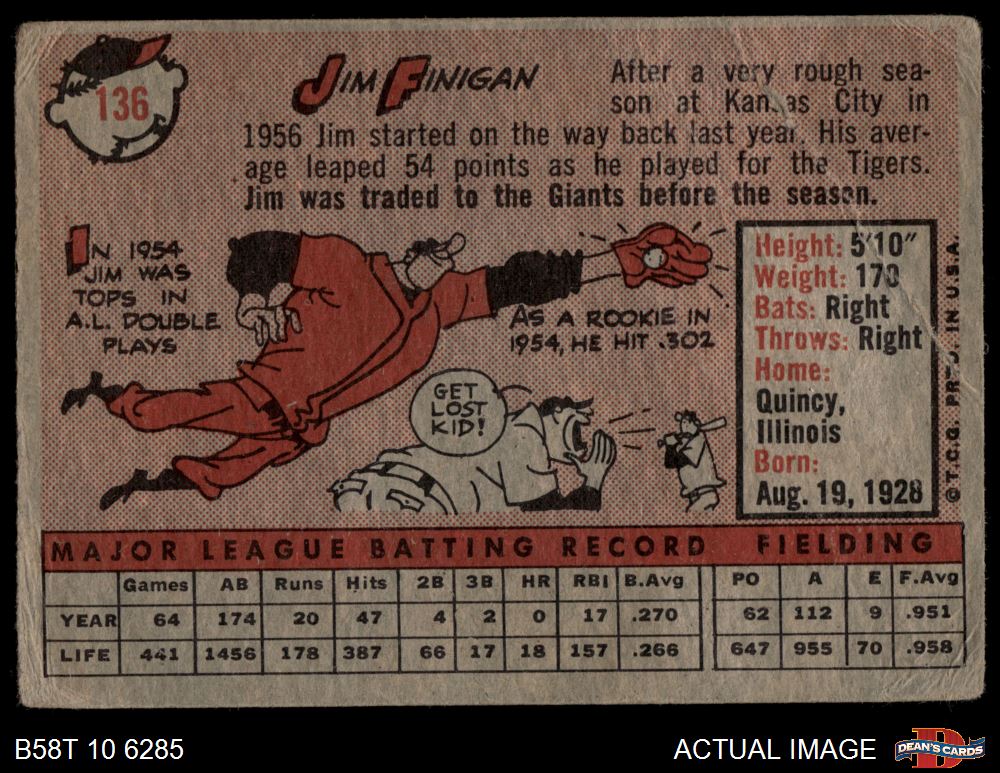 136
JIM FINIGAN
After a very rough sea-
son at Kansas City in
1956 Jim started on the way back last year. His aver-
age leaped 54 points as he played for the Tigers.
Jim was traded to the Giants before the season.
IN 1954
JIM WAS
TOPS IN
A.L. DOUBLE
PLAYS
AS A ROOKIE IN
1954, HE HIT .302
GET
LOST
KID!
Height: 5'10"
Weight: 170
Bats: Right
Throws: Right
Home:
Quincy,
Illinois
Born:
Aug. 19, 1928
© T.C.G. PRTD. IN U.S.A.
MAJOR LEAGUE BATTING RECORD FIELDING
Games AB Runs Hits 2B 3B HR RBI B.Avg PO A E F.Avg
YEAR 64 174 20 47 4 2 0 17 .270 62 112 9 .951
LIFE 441 1456 178 387 66 17 18 157 .266 647 955 70 .958
B58T 10 6285
ACTUAL IMAGE
D
DEAN'S CARDS